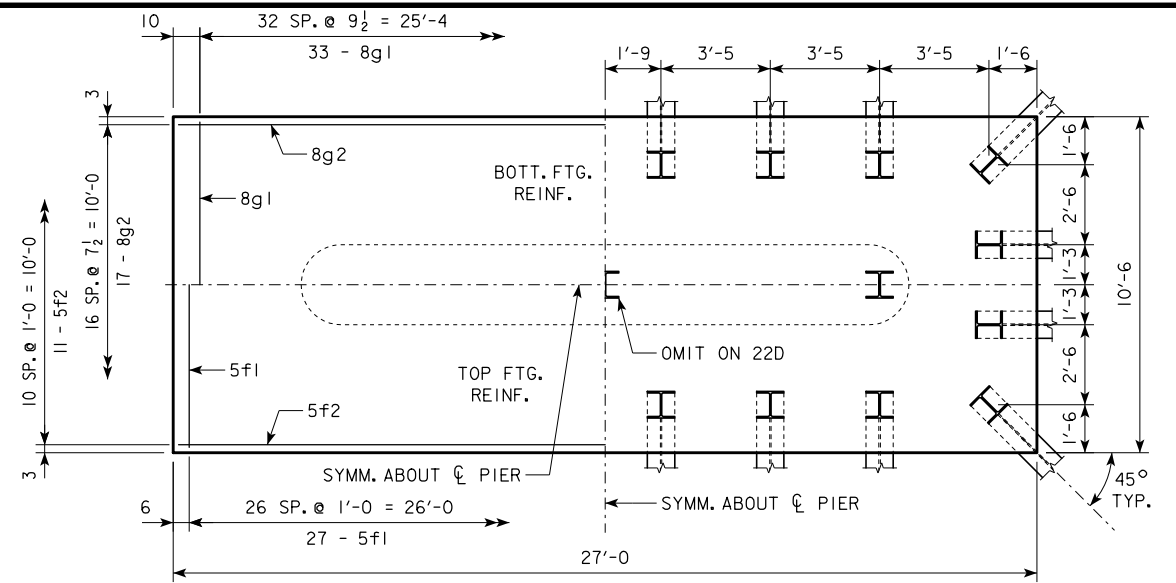 10
32 SP. @ 9 1/2 = 25'-4
33 - 8g1
1'-9
3'-5
3'-5
3'-5
1'-6
3
8g2
BOTT. FTG.
REINF.
8g1
16 SP. @ 7 1/2 = 10'-0
17 - 8g2
10 SP. @ 1'-0 = 10'-0
11 - 5f2
1'-6
2'-6
1'-3
1'-3
2'-6
1'-6
10'-6
OMIT ON 22D
5f1
TOP FTG.
REINF.
5f2
3
SYMM. ABOUT ℄ PIER
SYMM. ABOUT ℄ PIER
45°
TYP.
6
26 SP. @ 1'-0 = 26'-0
27 - 5f1
27'-0